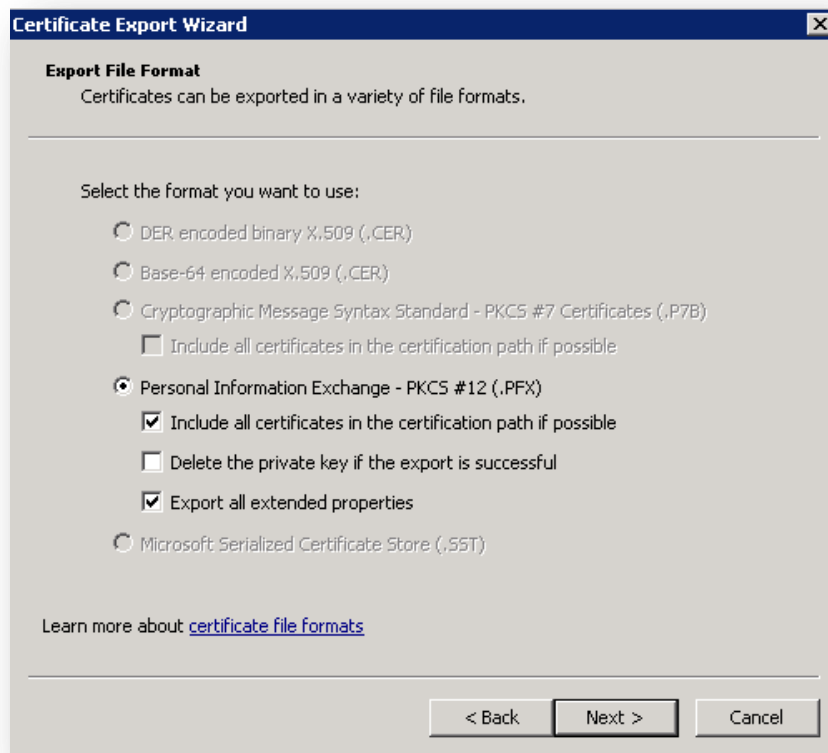 Certificate Export Wizard
Export File Format
Certificates can be exported in a variety of file formats.
Select the format you want to use:
DER encoded binary X.509 (.CER)
Base-64 encoded X.509 (.CER)
Cryptographic Message Syntax Standard - PKCS #7 Certificates (.P7B)
Include all certificates in the certification path if possible
Personal Information Exchange - PKCS #12 (.PFX)
Include all certificates in the certification path if possible
Delete the private key if the export is successful
Export all extended properties
Microsoft Serialized Certificate Store (.SST)
Learn more about certificate file formats
< Back Next > Cancel